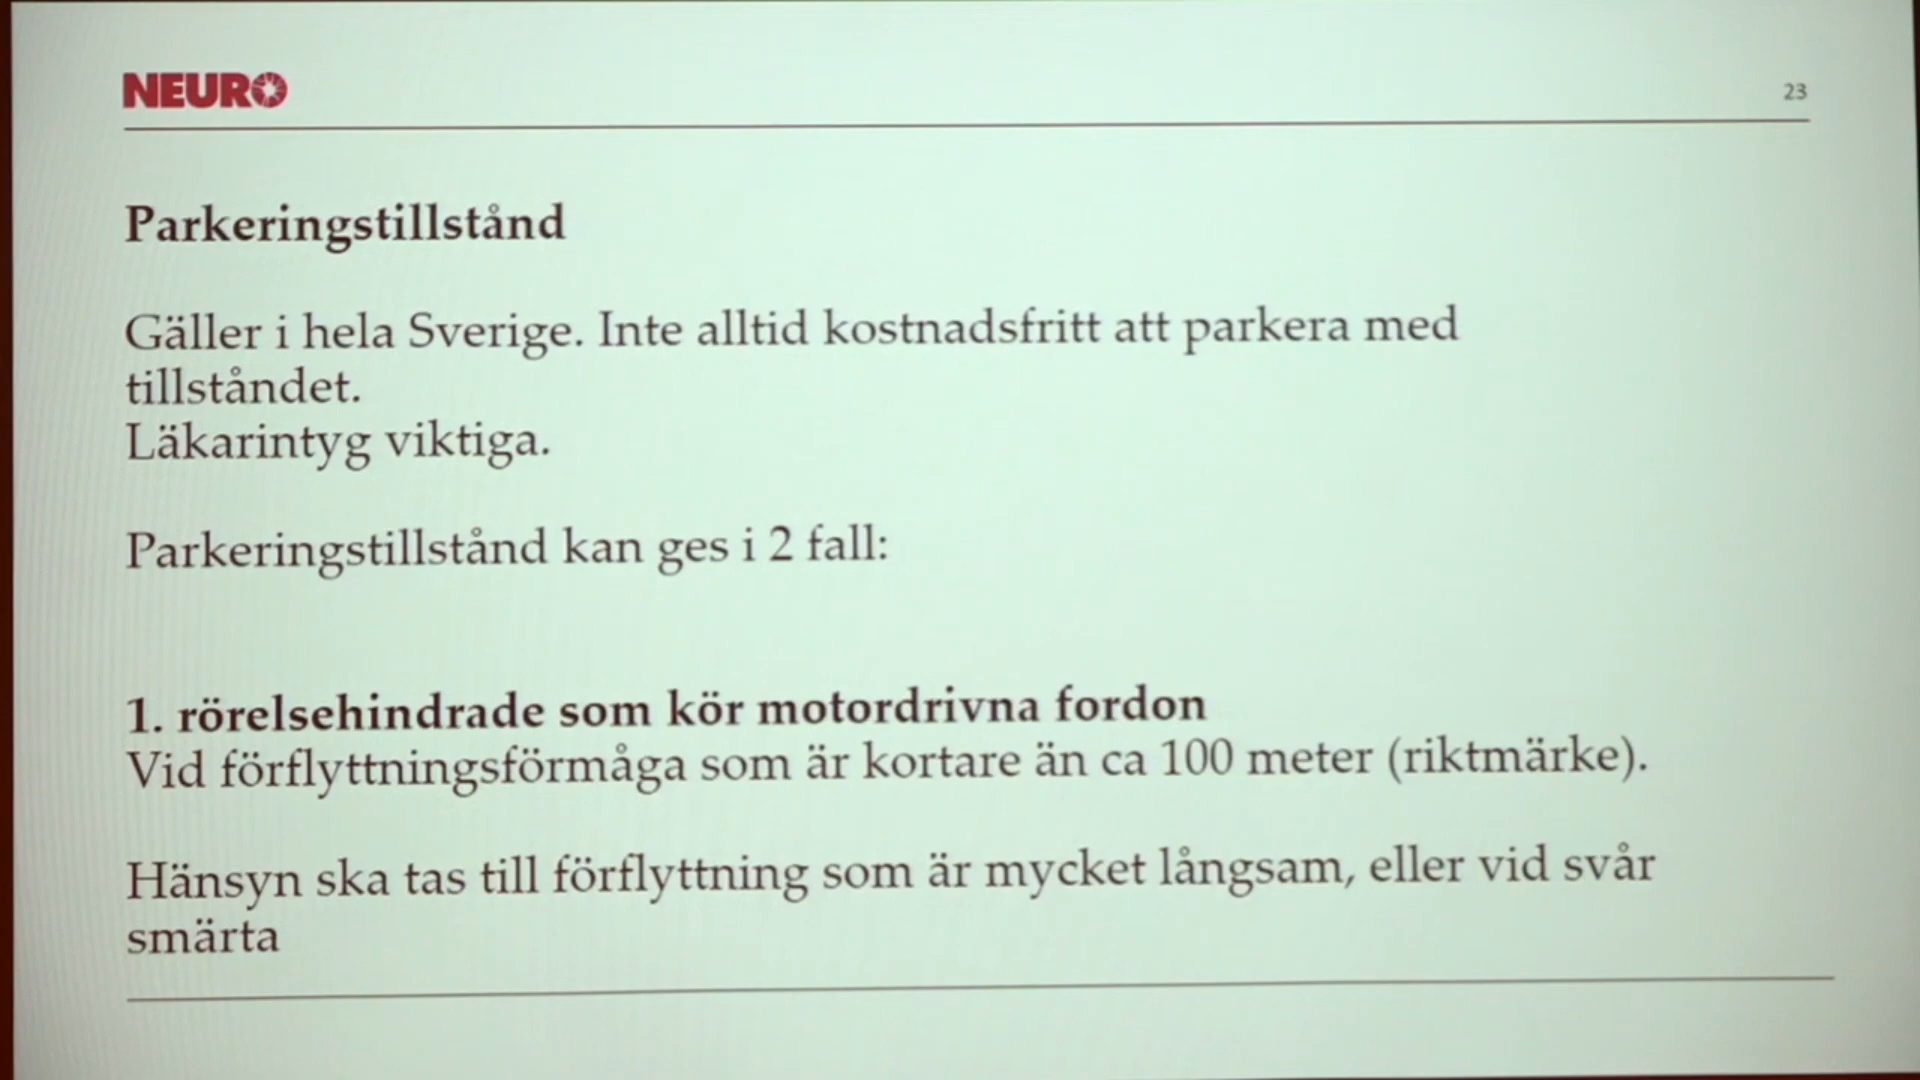 NEURO
23
Parkeringstillstånd
Gäller i hela Sverige. Inte alltid kostnadsfritt att parkera med
tillståndet.
Läkarintyg viktiga.
Parkeringstillstånd kan ges i 2 fall:
1. rörelsehindrade som kör motordrivna fordon
Vid förflyttningsförmåga som är kortare än ca 100 meter (riktmärke).
Hänsyn ska tas till förflyttning som är mycket långsam, eller vid svår
smärta